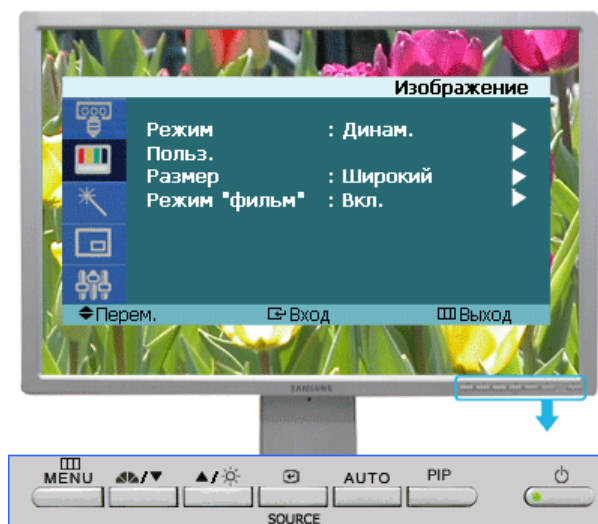 Изображение
Режим : Динам.
Польз.
Размер : Широкий
Режим "фильм" : Вкл.
Перем. Вход Выход
SAMSUNG
MENU AUTO PIP
SOURCE